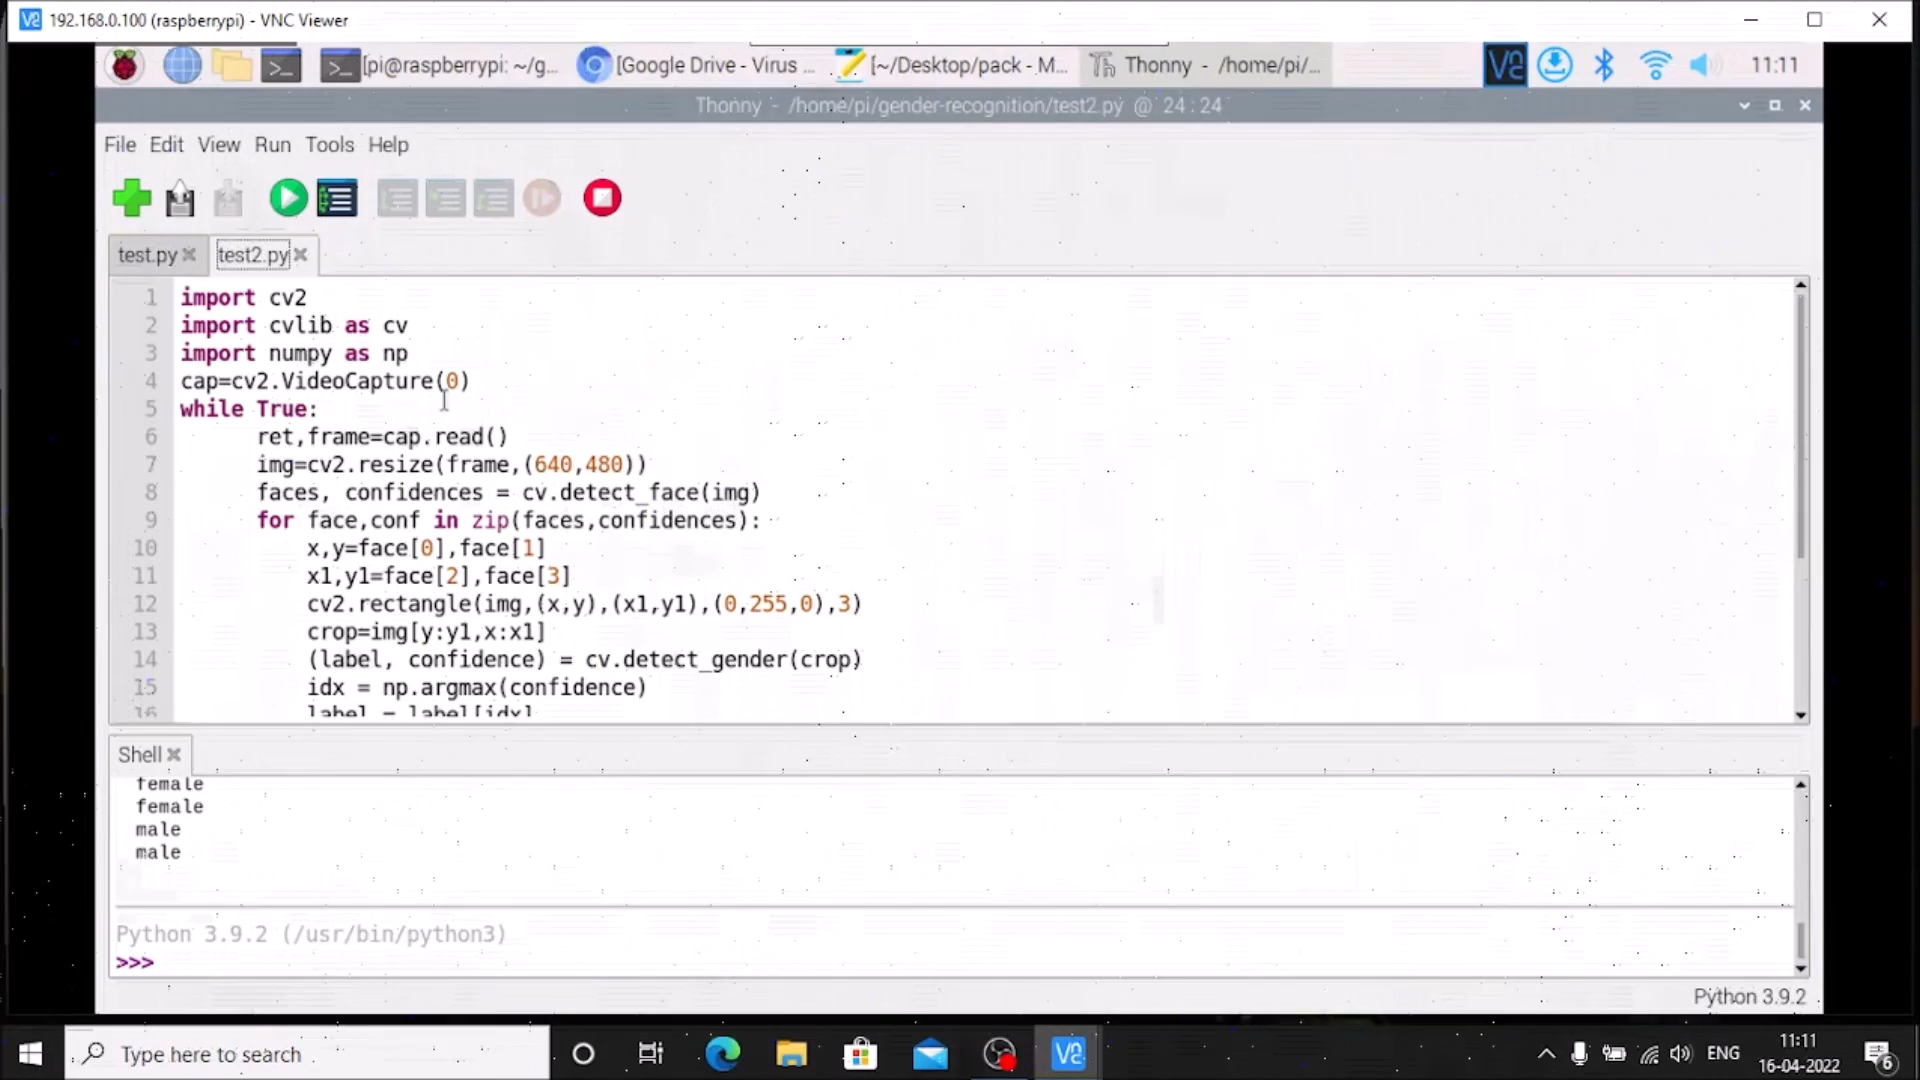 192.168.0.100 (raspberrypi) - VNC Viewer
[pi@raspberrypi: ~/g... [Google Drive - Virus ... [~/Desktop/pack - M... Thonny - /home/pi/... 11:11
Thonny - /home/pi/gender-recognition/test2.py @ 24 : 24
File Edit View Run Tools Help
test.py test2.py
1 import cv2
2 import cvlib as cv
3 import numpy as np
4 cap=cv2.VideoCapture(0)
5 while True:
6 ret,frame=cap.read()
7 img=cv2.resize(frame,(640,480))
8 faces, confidences = cv.detect_face(img)
9 for face,conf in zip(faces,confidences):
10 x,y=face[0],face[1]
11 x1,y1=face[2],face[3]
12 cv2.rectangle(img,(x,y),(x1,y1),(0,255,0),3)
13 crop=img[y:y1,x:x1]
14 (label, confidence) = cv.detect_gender(crop)
15 idx = np.argmax(confidence)
16 label = label[idx]
Shell
female
female
male
male
Python 3.9.2 (/usr/bin/python3)
>>>
Python 3.9.2
Type here to search
ENG
11:11
16-04-2022
6